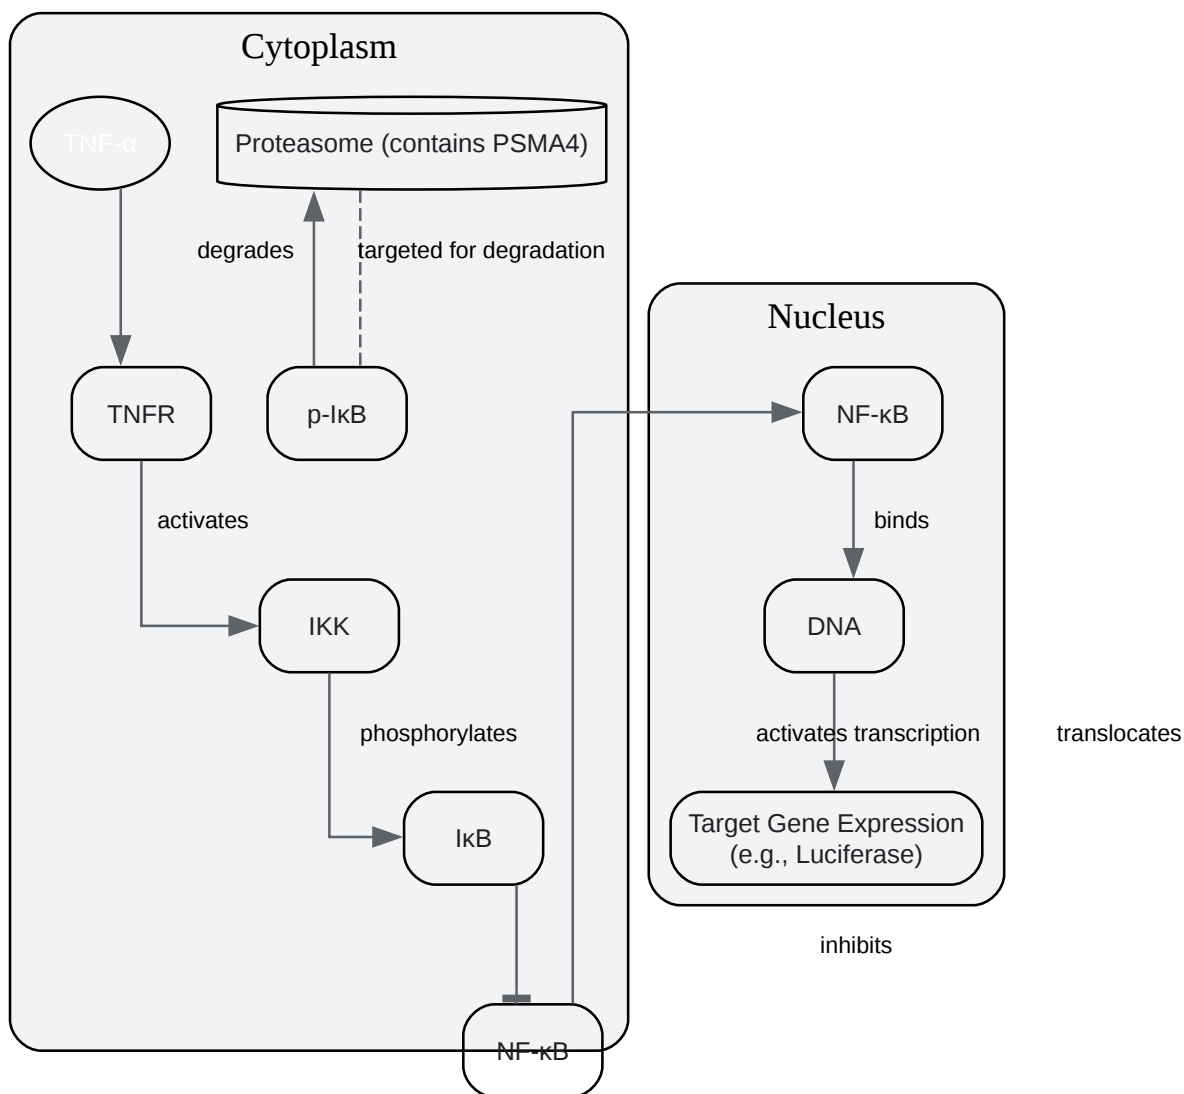 Cytoplasm
TNF-α
Proteasome (contains PSMA4)
degrades
targeted for degradation
Nucleus
TNFR
p-IκB
NF-κB
activates
binds
IKK
DNA
phosphorylates
activates transcription
translocates
IκB
Target Gene Expression
(e.g., Luciferase)
inhibits
NF-κB